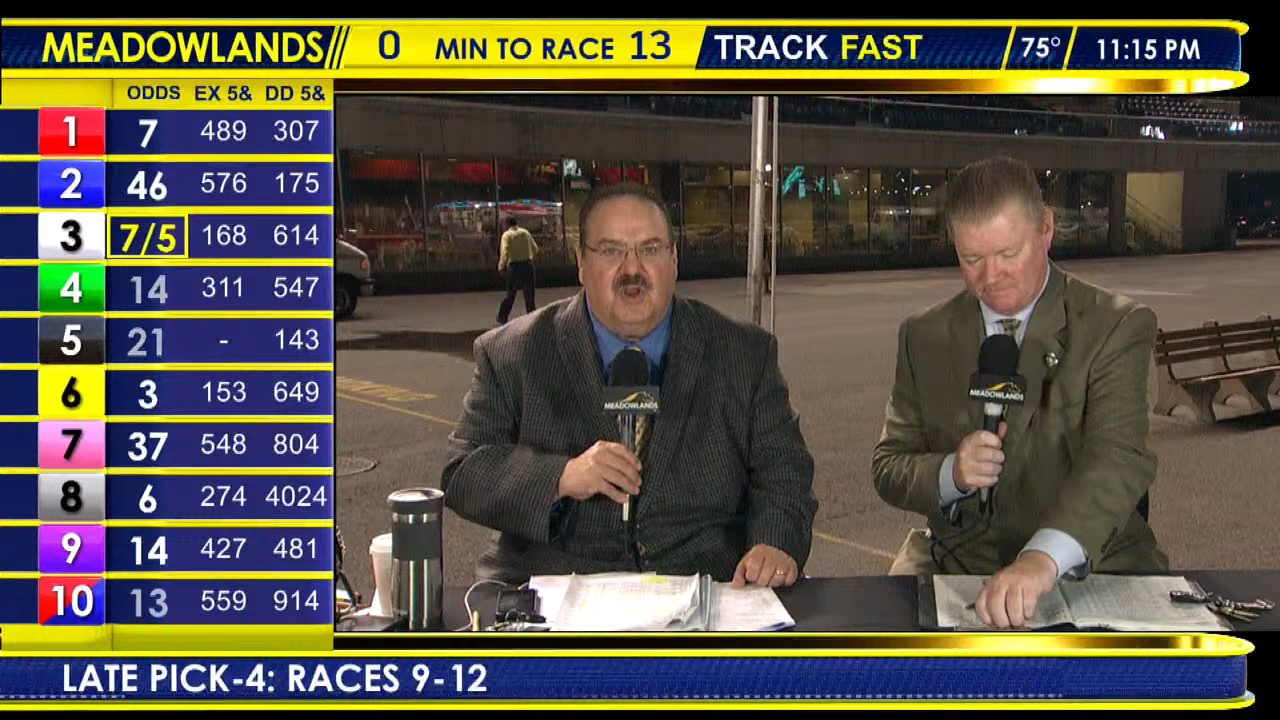 MEADOWLANDS// 0 MIN TO RACE 13 TRACK FAST 75° 11:15 PM
ODDS EX 5& DD 5&
1 7 489 307
2 46 576 175
3 7/5 168 614
4 14 311 547
5 21 - 143
6 3 153 649
7 37 548 804
8 6 274 4024
9 14 427 481
10 13 559 914
MEADOWLANDS
MEADOWLANDS
LATE PICK-4: RACES 9-12